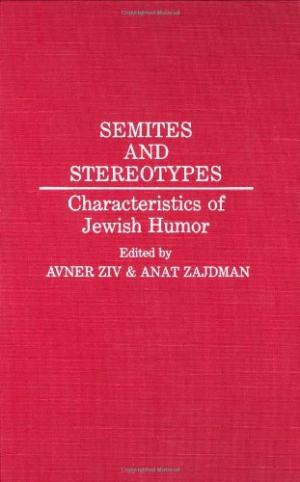 SEMITES
AND
STEREOTYPES
Characteristics of
Jewish Humor
Edited by
AVNER ZIV & ANAT ZAJDMAN